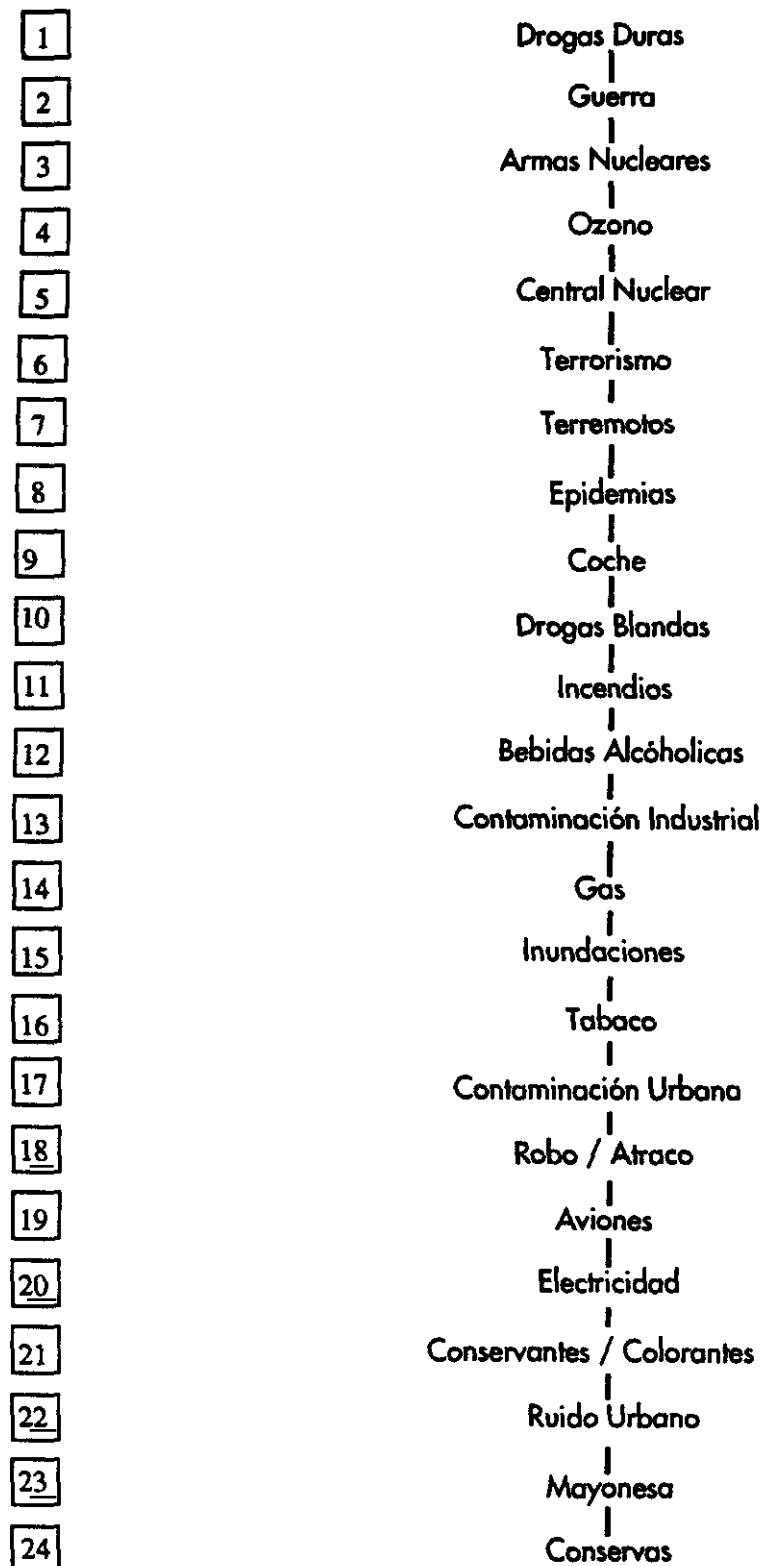 1 Drogas Duras
2 Guerra
3 Armas Nucleares
4 Ozono
5 Central Nuclear
6 Terrorismo
7 Terremotos
8 Epidemias
9 Coche
10 Drogas Blandas
11 Incendios
12 Bebidas Alcóholicas
13 Contaminación Industrial
14 Gas
15 Inundaciones
16 Tabaco
17 Contaminación Urbana
18 Robo / Atraco
19 Aviones
20 Electricidad
21 Conservantes / Colorantes
22 Ruido Urbano
23 Mayonesa
24 Conservas